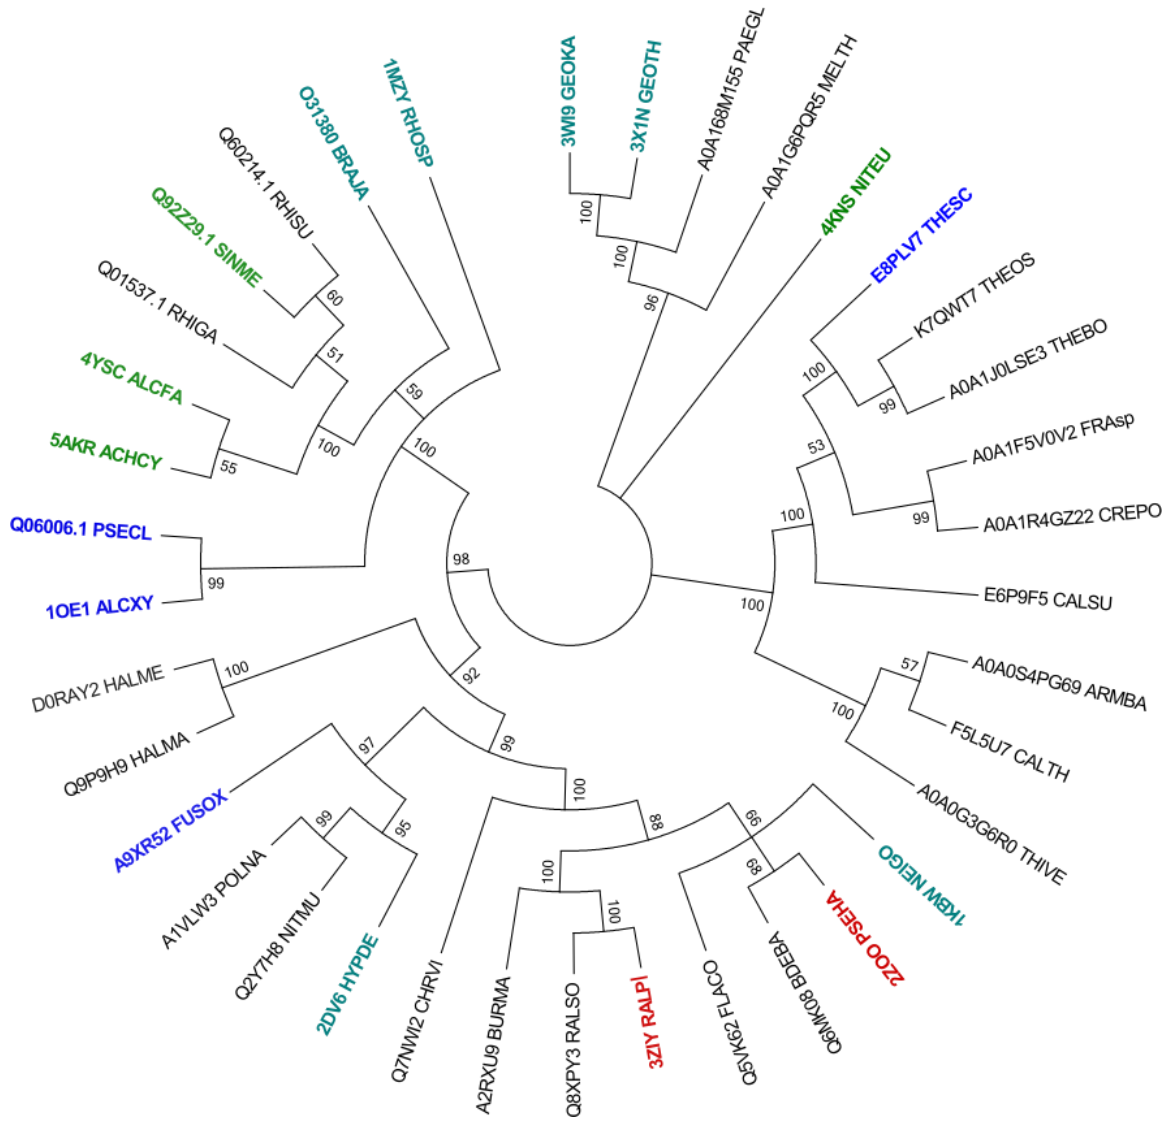 3WI9 GEOKA
3X1N GEOTH
A0A168M155 PAEGL
A0A1G6PQR5 MELTH
4KNS NITEU
E8PLV7 THESC
K7QWT7 THEOS
A0A1J0LSE3 THEBO
A0A1F5V0V2 FRAsp
A0A1R4GZ22 CREPO
E6P9F5 CALSU
A0A0S4PG69 ARMBA
F5L5U7 CALTH
A0A0G3G6R0 THIVE
1KBW NEIGO
2ZOO PSEHA
Q6MK08 BDEBA
Q5VK62 FLACO
3ZIY RALPI
Q8XPY3 RALSO
A2RXU9 BURMA
Q7NWI2 CHRVI
2DV6 HYPDE
Q2Y7H8 NITMU
A1VLW3 POLNA
A9XR52 FUSOX
Q9P9H9 HALMA
D0RAY2 HALME
1OE1 ALCXY
Q06006.1 PSECL
5AKR ACHCY
4YSC ALCFA
Q01537.1 RHIGA
Q92Z29.1 SINME
Q60214.1 RHISU
O31380 BRAJA
1MZY RHOSP
100
100
96
100
99
53
99
100
100
57
100
99
89
88
100
100
100
99
97
95
99
92
98
100
99
100
59
100
55
51
60